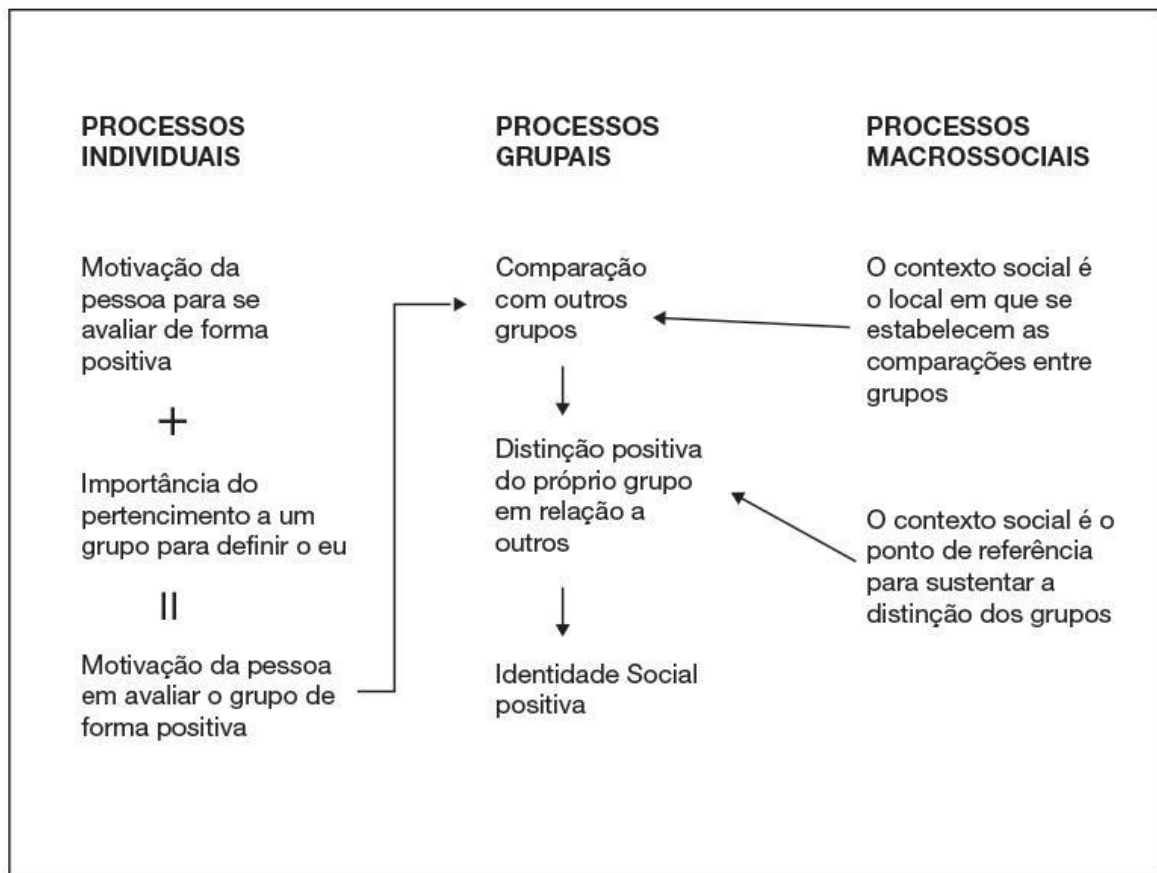 PROCESSOS
INDIVIDUAIS
Motivação da
pessoa para se
avaliar de forma
positiva
+
Importância do
pertencimento a um
grupo para definir o eu
=
Motivação da pessoa
em avaliar o grupo de
forma positiva
PROCESSOS
GRUPAIS
Comparação
com outros
grupos
Distinção positiva
do próprio grupo
em relação a
outros
Identidade Social
positiva
PROCESSOS
MACROSSOCIAIS
O contexto social é
o local em que se
estabelecem as
comparações entre
grupos
O contexto social é o
ponto de referência
para sustentar a
distinção dos grupos